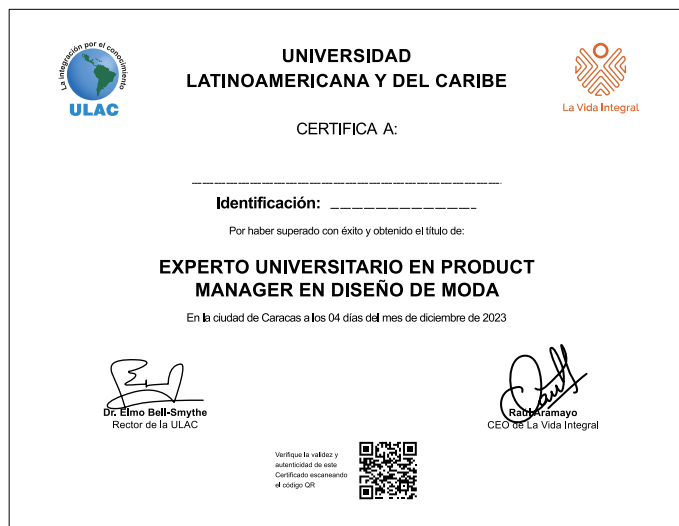 La integración por el conocimiento
ULAC
UNIVERSIDAD
LATINOAMERICANA Y DEL CARIBE
La Vida Integral
CERTIFICA A:
Identificación:
Por haber superado con éxito y obtenido el título de:
EXPERTO UNIVERSITARIO EN PRODUCT
MANAGER EN DISEÑO DE MODA
En la ciudad de Caracas a los 04 días del mes de diciembre de 2023
Dr. Elmo Bell-Smythe
Rector de la ULAC
Raúl Aramayo
CEO de La Vida Integral
Verifique la validez y
autenticidad de este
Certificado escaneando
el código QR